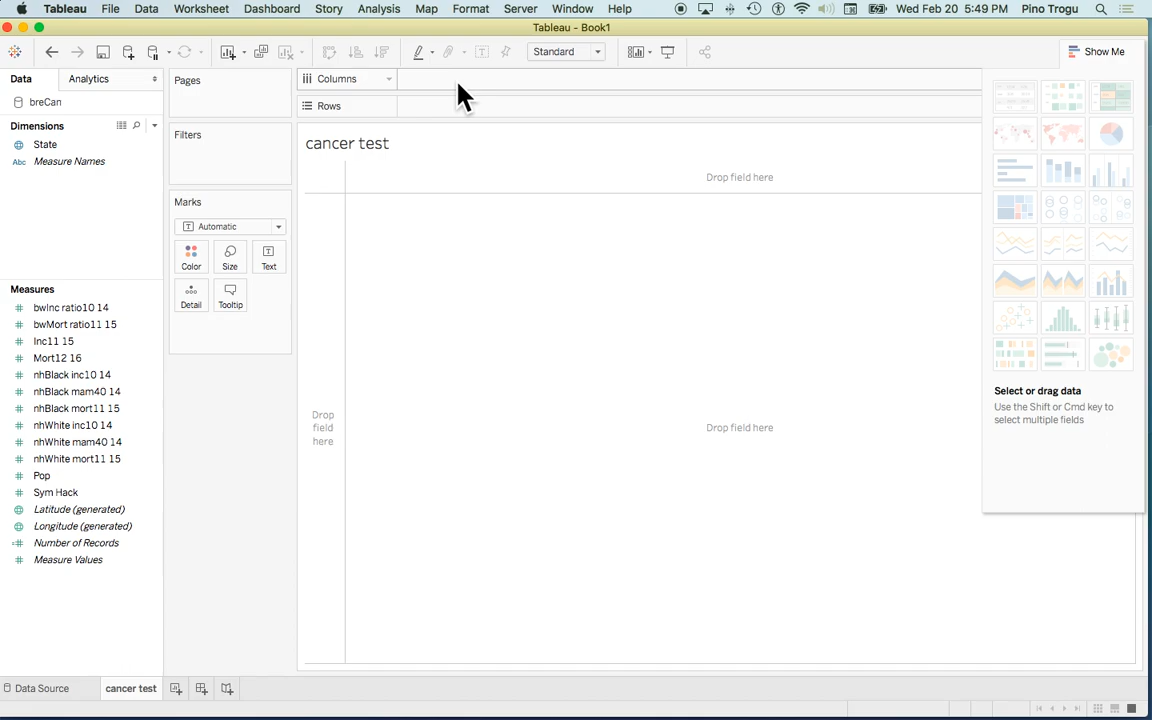 Tableau File Data Worksheet Dashboard Story Analysis Map Format Server Window Help Wed Feb 20 5:49 PM Pino Trogu
Tableau - Book1
Standard
Show Me
Data Analytics
breCan
Dimensions
State
Abc Measure Names
Measures
bwInc ratio10 14
bwMort ratio11 15
Inc11 15
Mort12 16
nhBlack inc10 14
nhBlack mam40 14
nhBlack mort11 15
nhWhite inc10 14
nhWhite mam40 14
nhWhite mort11 15
Pop
Sym Hack
Latitude (generated)
Longitude (generated)
Number of Records
Measure Values
Pages
Filters
Marks
Automatic
Color Size Text
Detail Tooltip
Columns
Rows
cancer test
Drop field here
Drop
field
here
Drop field here
Select or drag data
Use the Shift or Cmd key to
select multiple fields
Data Source cancer test